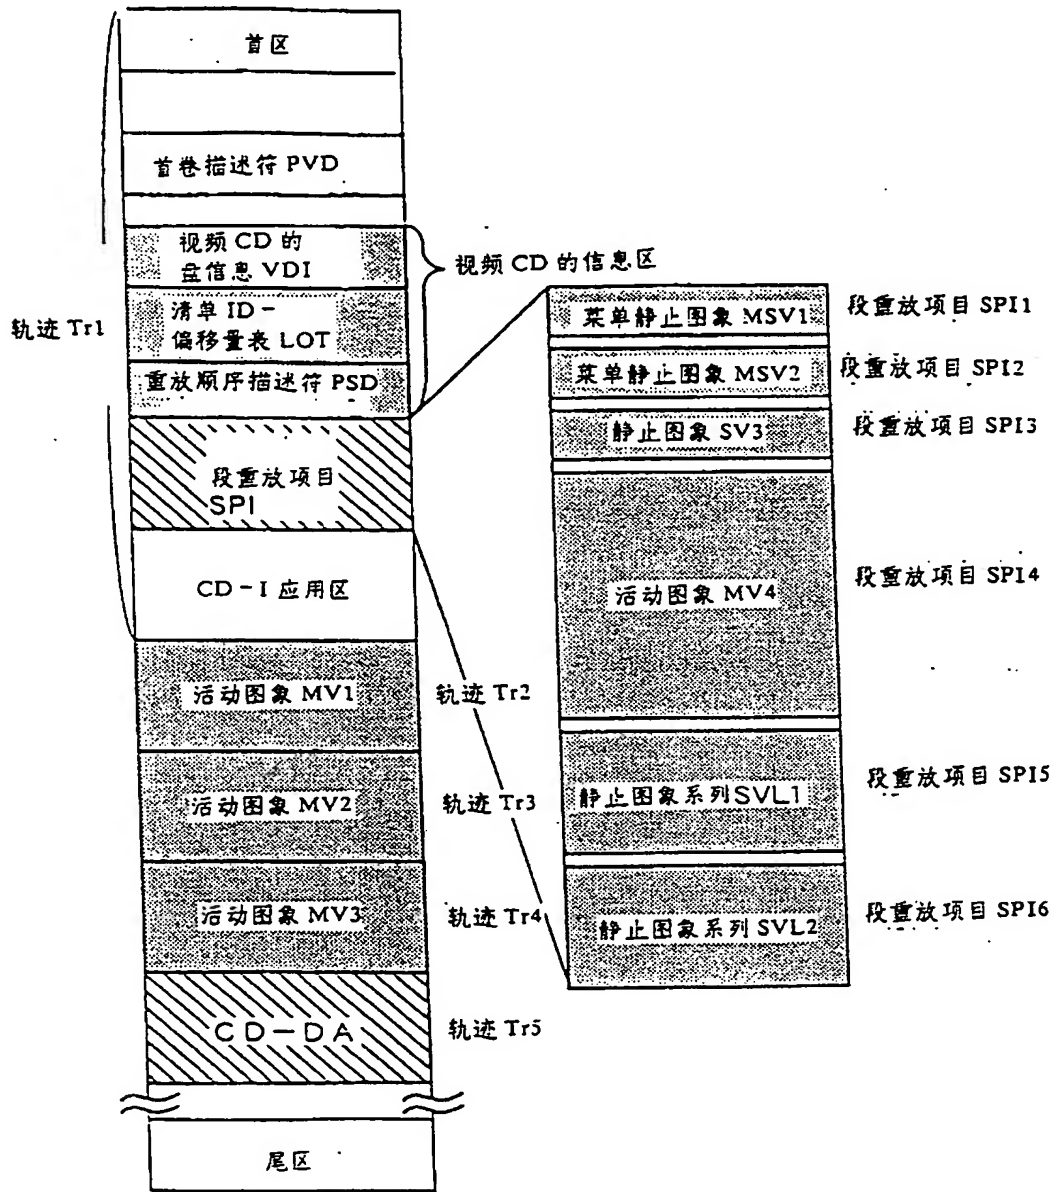 首区
首卷描述符 PVD
视频 CD 的
盘信息 VDI
视频 CD 的信息区
轨迹 Tr1
清单 ID-
偏移量表 LOT
重放顺序描述符 PSD
段重放项目
SPI
CD-I 应用区
活动图象 MV1
轨迹 Tr2
活动图象 MV2
轨迹 Tr3
活动图象 MV3
轨迹 Tr4
CD-DA
轨迹 Tr5
尾区
菜单静止图象 MSV1
段重放项目 SPI1
菜单静止图象 MSV2
段重放项目 SPI2
静止图象 SV3
段重放项目 SPI3
活动图象 MV4
段重放项目 SPI4
静止图象系列 SVL1
段重放项目 SPI5
静止图象系列 SVL2
段重放项目 SPI6